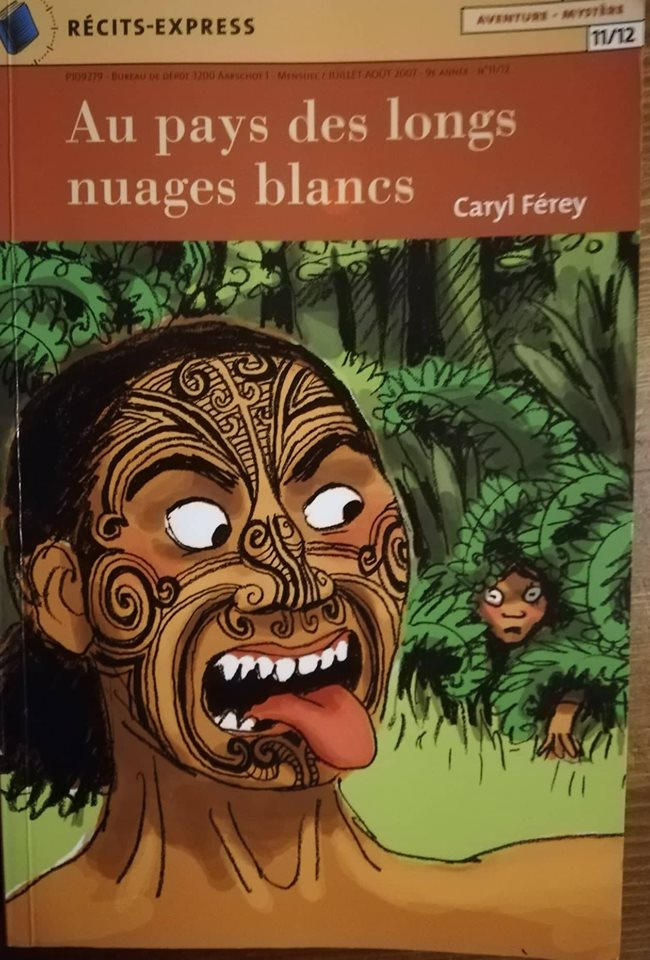 RÉCITS-EXPRESS
AVENTURE - MYSTÈRE
11/12
P109279 - BUREAU DE DÉPÔT 3200 AARSCHOT 1 - MENSUEL / JUILLET AOÛT 2007 - 9E ANNÉE - N°11/12
Au pays des longs
nuages blancs
Caryl Férey